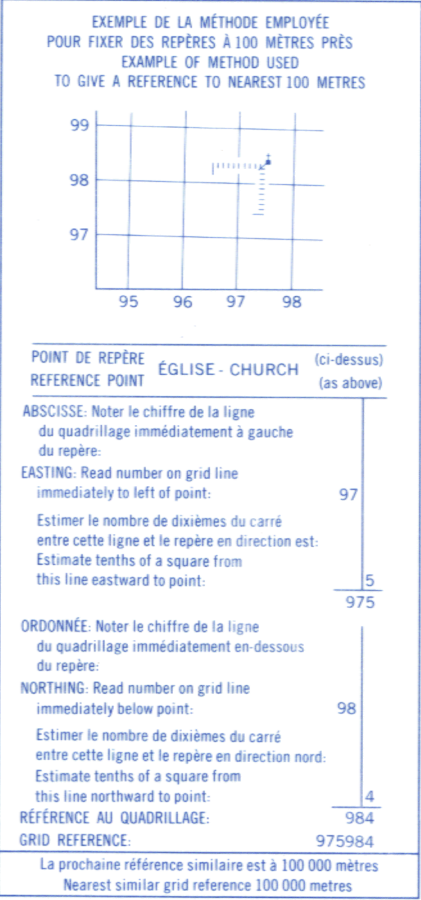 EXEMPLE DE LA MÉTHODE EMPLOYÉE
POUR FIXER DES REPÈRES À 100 MÈTRES PRÈS
EXAMPLE OF METHOD USED
TO GIVE A REFERENCE TO NEAREST 100 METRES
99
98
97
95 96 97 98
POINT DE REPÈRE
REFERENCE POINT
ÉGLISE - CHURCH
(ci-dessus)
(as above)
ABSCISSE: Noter le chiffre de la ligne
du quadrillage immédiatement à gauche
du repère:
EASTING: Read number on grid line
immediately to left of point: 97
Estimer le nombre de dixièmes du carré
entre cette ligne et le repère en direction est:
Estimate tenths of a square from
this line eastward to point: 5
975
ORDONNÉE: Noter le chiffre de la ligne
du quadrillage immédiatement en-dessous
du repère:
NORTHING: Read number on grid line
immediately below point: 98
Estimer le nombre de dixièmes du carré
entre cette ligne et le repère en direction nord:
Estimate tenths of a square from
this line northward to point: 4
RÉFÉRENCE AU QUADRILLAGE: 984
GRID REFERENCE: 975984
La prochaine référence similaire est à 100 000 mètres
Nearest similar grid reference 100 000 metres